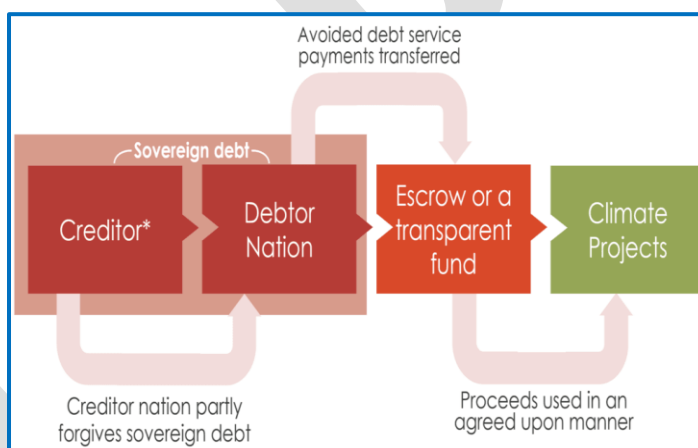 Avoided debt service
payments transferred
Sovereign debt
Creditor*
Debtor
Nation
Escrow or a
transparent
fund
Climate
Projects
Creditor nation partly
forgives sovereign debt
Proceeds used in an
agreed upon manner